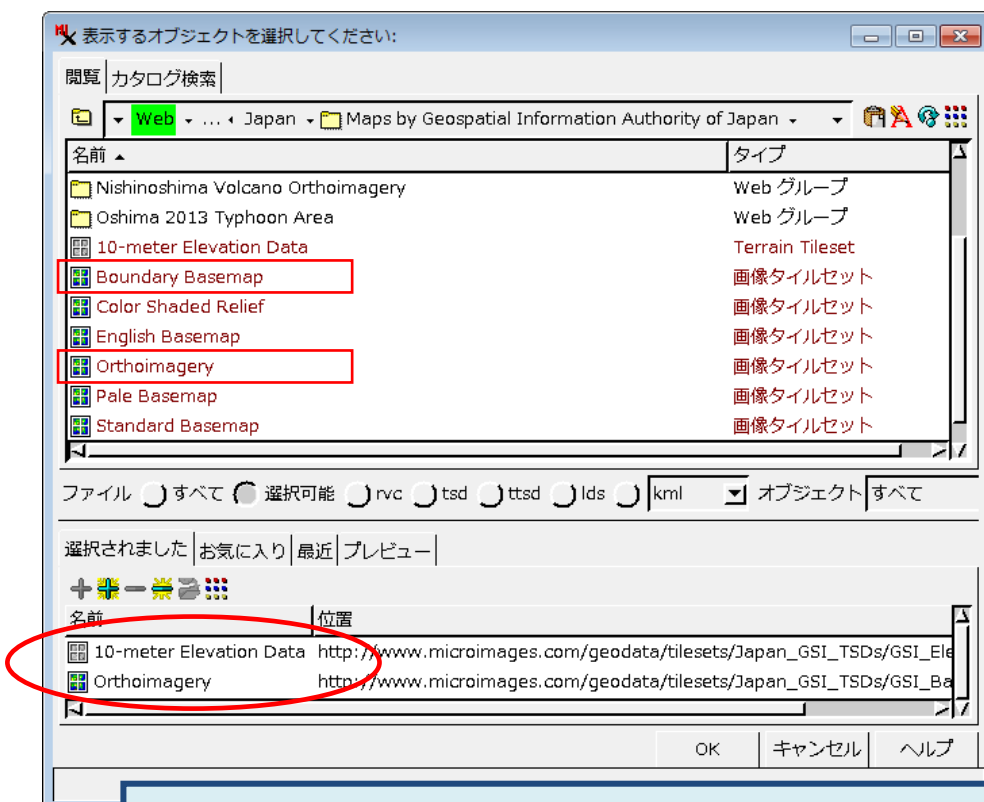 表示するオブジェクトを選択してください:
閲覧 カタログ検索
Web ... Japan Maps by Geospatial Information Authority of Japan
名前 タイプ
Nishinoshima Volcano Orthoimagery Web グループ
Oshima 2013 Typhoon Area Web グループ
10-meter Elevation Data Terrain Tileset
Boundary Basemap 画像タイルセット
Color Shaded Relief 画像タイルセット
English Basemap 画像タイルセット
Orthoimagery 画像タイルセット
Pale Basemap 画像タイルセット
Standard Basemap 画像タイルセット
ファイル すべて 選択可能 rvc tsd ttsd lds kml オブジェクト すべて
選択されました お気に入り 最近 プレビュー
名前 位置
10-meter Elevation Data http://www.microimages.com/geodata/tilesets/Japan_GSI_TSDs/GSI_Ele
Orthoimagery http://www.microimages.com/geodata/tilesets/Japan_GSI_TSDs/GSI_Ba
OK キャンセル ヘルプ